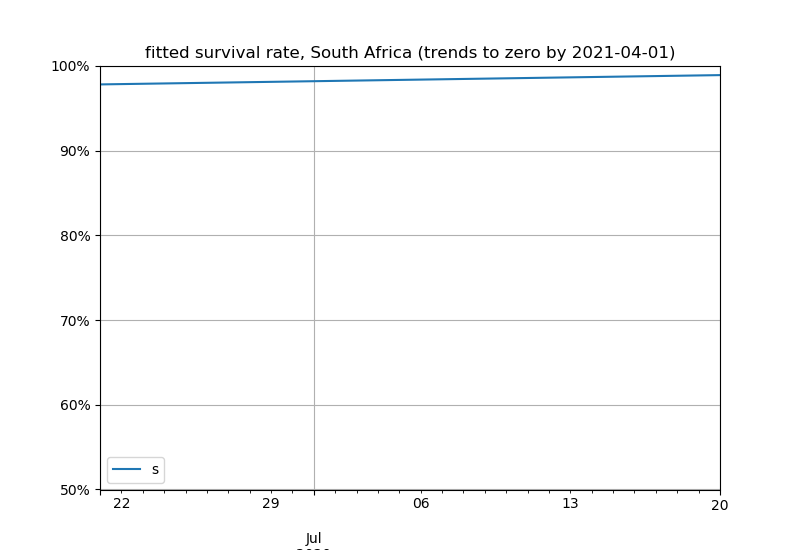 fitted survival rate, South Africa (trends to zero by 2021-04-01)
100%
90%
80%
70%
60%
50%
s
22 29 06 13 20
Jul